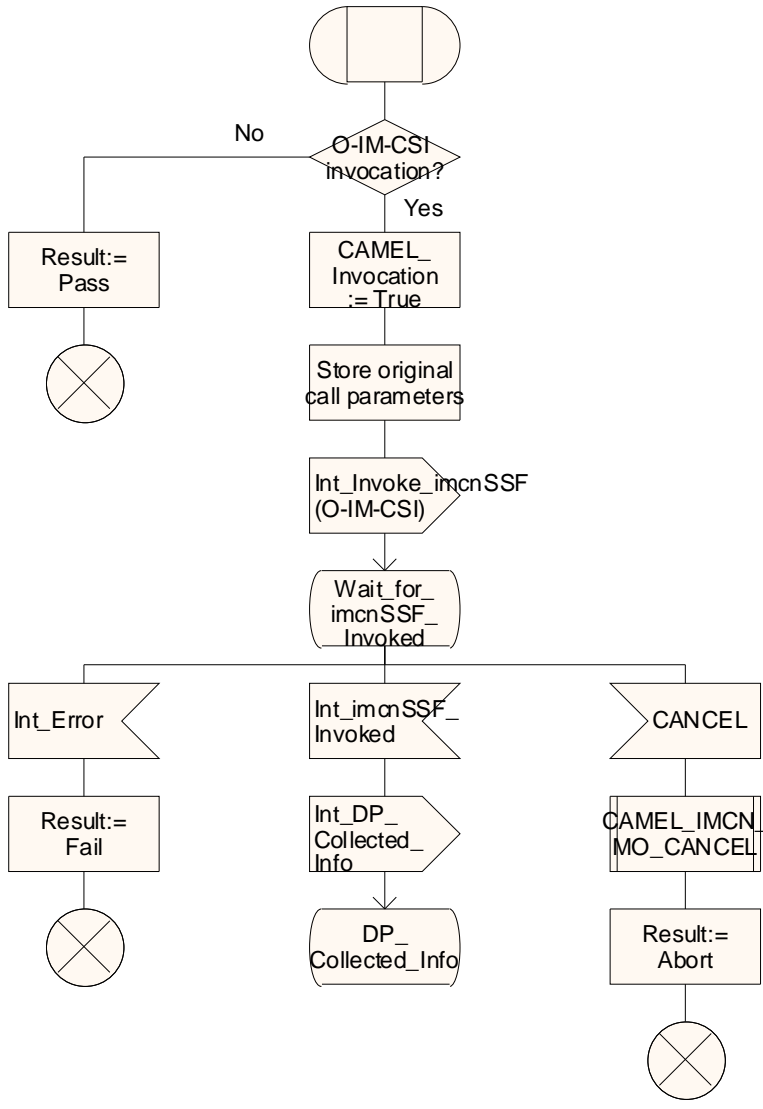 No
O-IM-CSI
invocation?
Yes
Result:=
Pass
CAMEL_
Invocation
:= True
Store original
call parameters
Int_Invoke_imcnSSF
(O-IM-CSI)
Wait_for_
imcnSSF_
Invoked
Int_Error
Int_imcnSSF_
Invoked
CANCEL
Result:=
Fail
Int_DP_
Collected_
Info
CAMEL_IMCN_
MO_CANCEL
DP_
Collected_Info
Result:=
Abort